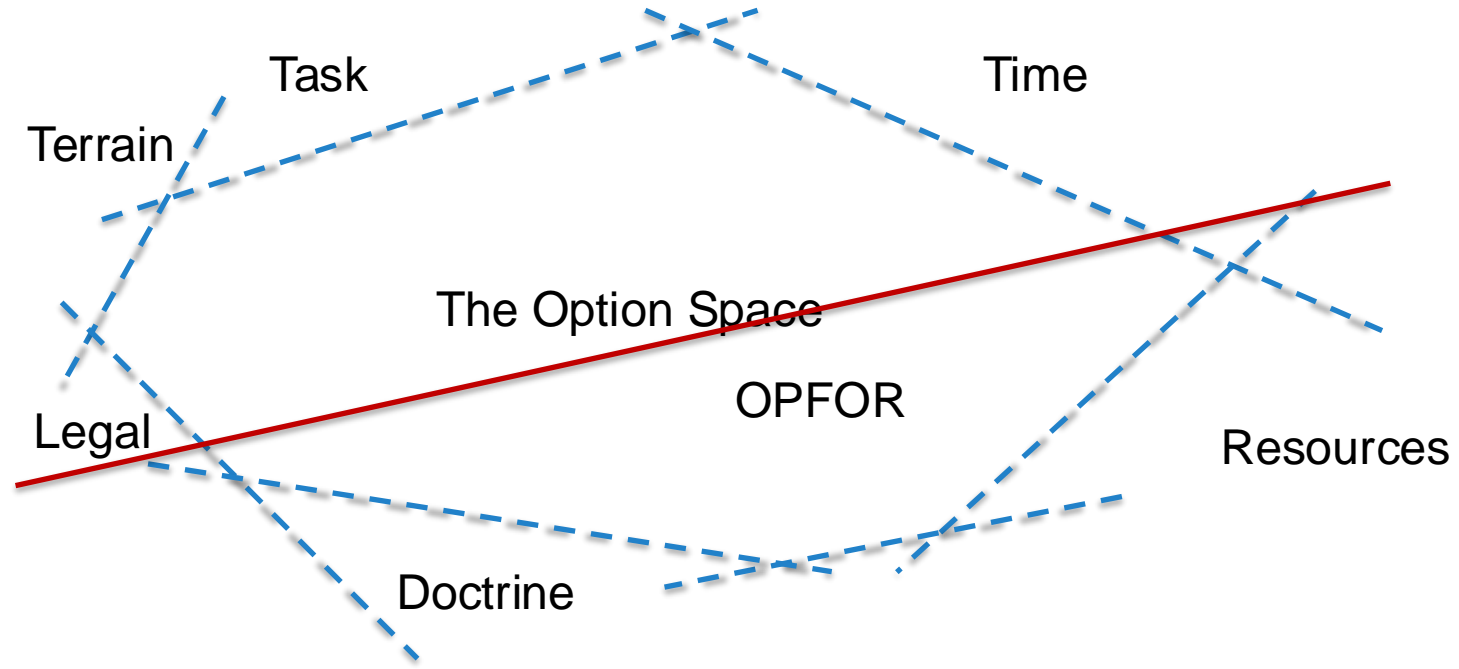 Task
Time
Terrain
The Option Space
OPFOR
Legal
Resources
Doctrine